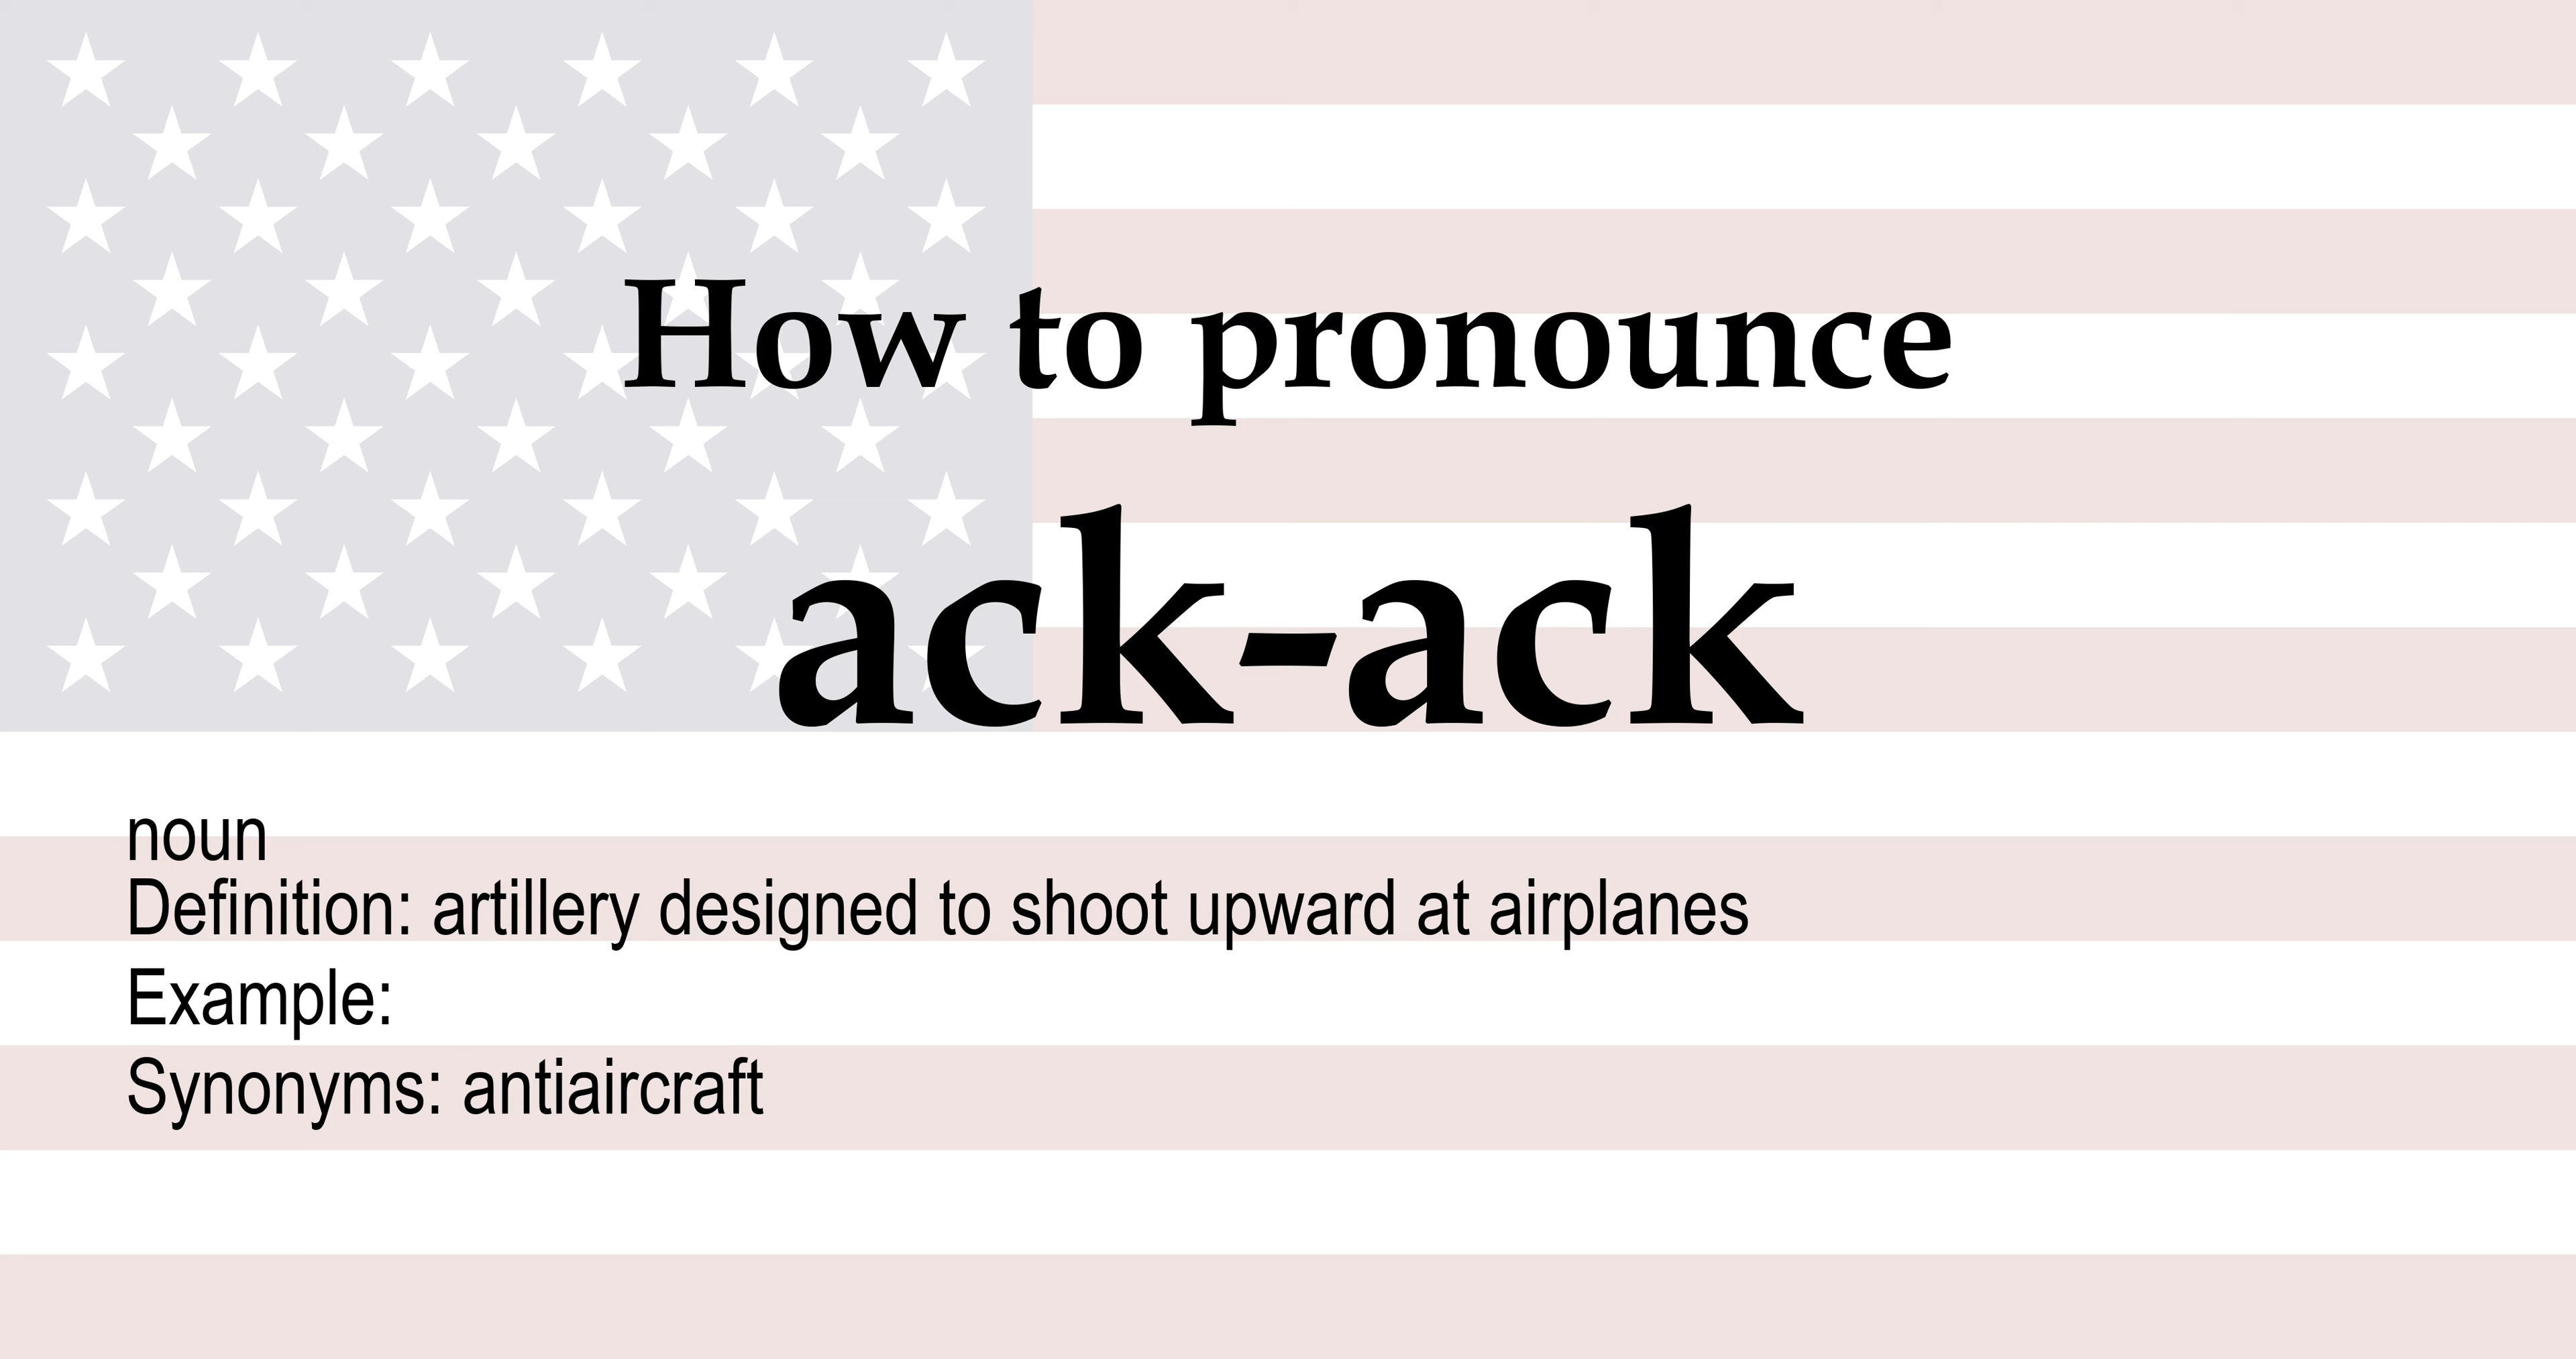 How to pronounce
ack-ack
noun
Definition: artillery designed to shoot upward at airplanes
Example:
Synonyms: antiaircraft